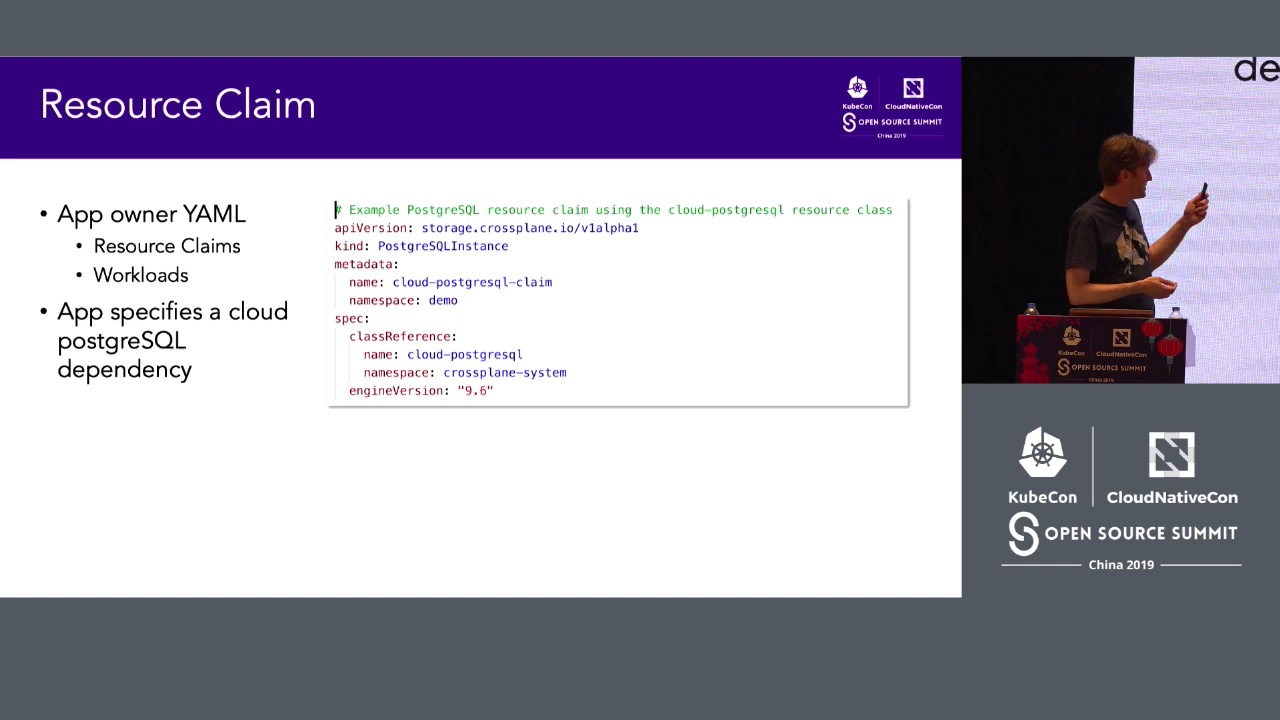 Resource Claim
KubeCon
CloudNativeCon
OPEN SOURCE SUMMIT
China 2019
• App owner YAML
• Resource Claims
• Workloads
• App specifies a cloud
postgreSQL
dependency
# Example PostgreSQL resource claim using the cloud-postgresql resource class
apiVersion: storage.crossplane.io/v1alpha1
kind: PostgreSQLInstance
metadata:
  name: cloud-postgresql-claim
  namespace: demo
spec:
  classReference:
    name: cloud-postgresql
    namespace: crossplane-system
  engineVersion: "9.6"
de
KubeCon
CloudNativeCon
OPEN SOURCE SUMMIT
China 2019
KubeCon
CloudNativeCon
OPEN SOURCE SUMMIT
China 2019